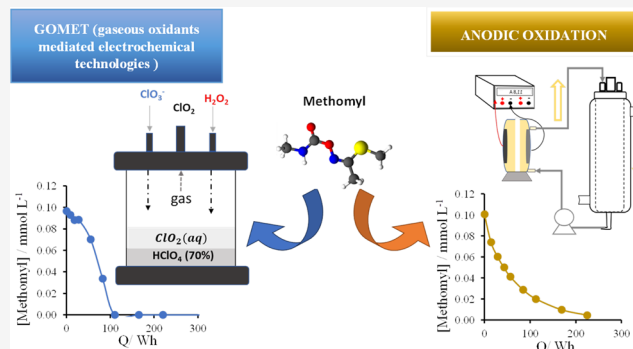 GOMET (gaseous oxidants
mediated electrochemical
technologies )
ANODIC OXIDATION
ClO₃⁻
ClO₂
H₂O₂
Methomyl
gas
ClO₂(aq)
HClO₄ (70%)
[Methomyl] / mmol L⁻¹
0.12
0.10
0.08
0.06
0.04
0.02
0.00
0
100
200
300
Q/ Wh
[Methomyl] / mmol L⁻¹
0.12
0.10
0.08
0.06
0.04
0.02
0.00
0
100
200
300
Q/ Wh